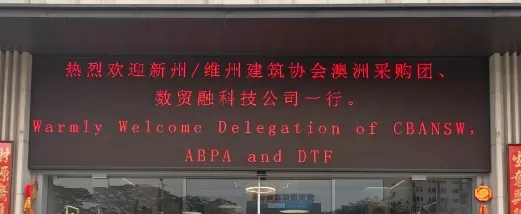 热烈欢迎新州/维州建筑协会澳洲采购团、
数贸融科技公司一行。
Warmly Welcome Delegation of CBANSW,
ABPA and DTF